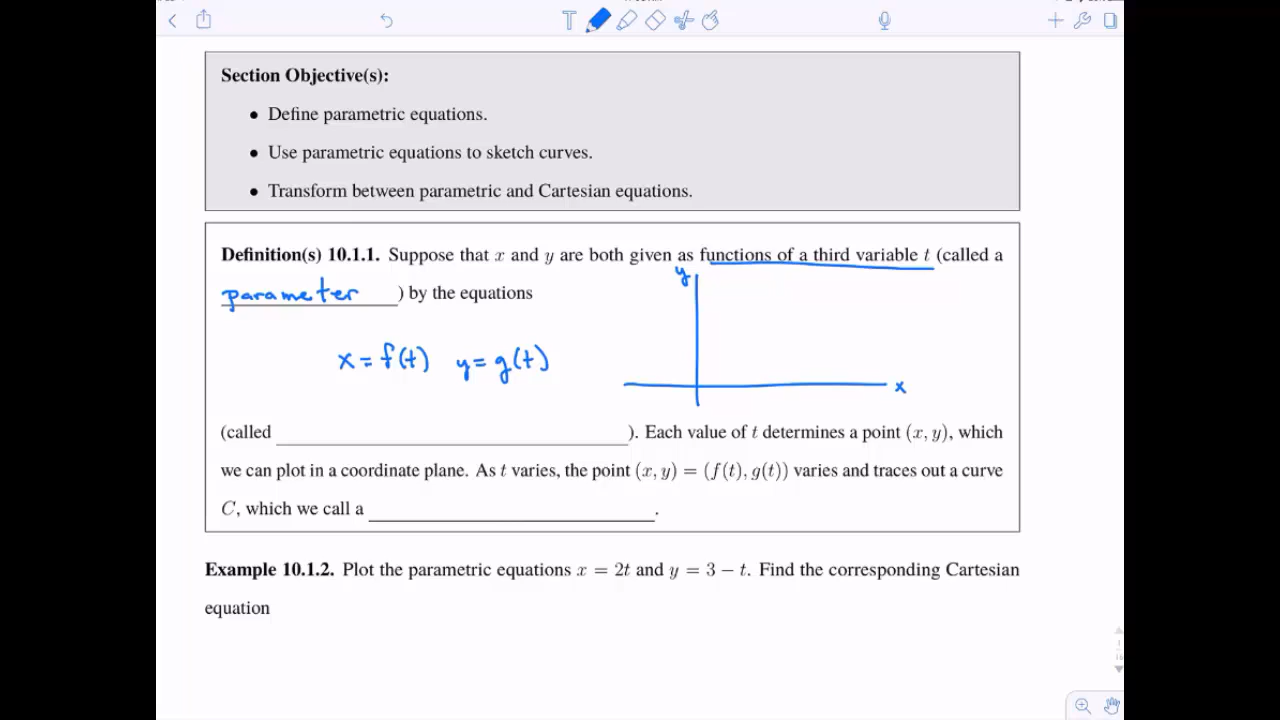 Section Objective(s):
• Define parametric equations.
• Use parametric equations to sketch curves.
• Transform between parametric and Cartesian equations.
Definition(s) 10.1.1. Suppose that x and y are both given as functions of a third variable t (called a
parameter ) by the equations
y
x = f(t) y = g(t)
x
(called ). Each value of t determines a point (x, y), which
we can plot in a coordinate plane. As t varies, the point (x, y) = (f(t), g(t)) varies and traces out a curve
C, which we call a .
Example 10.1.2. Plot the parametric equations x = 2t and y = 3 − t. Find the corresponding Cartesian
equation